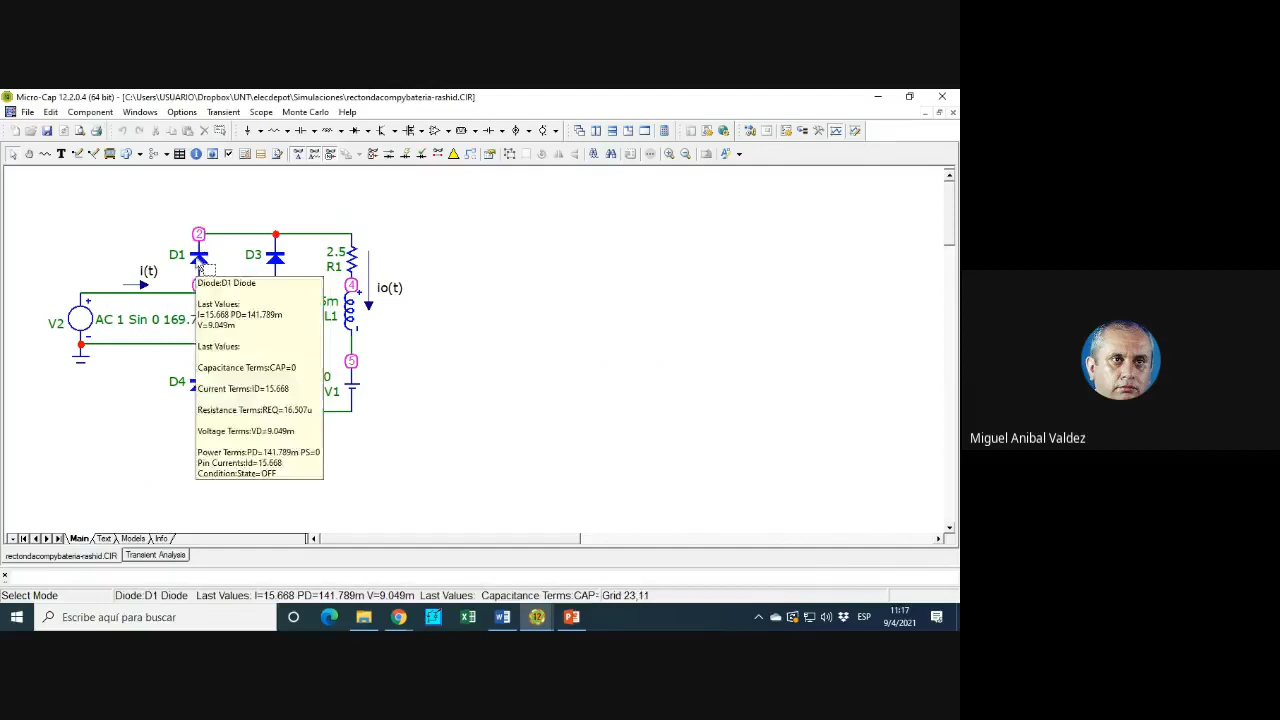 Micro-Cap 12.2.0.4 (64 bit) - [C:\Users\USUARIO\Dropbox\UNT\elecdepot\Simulaciones\rectondacompybateria-rashid.CIR]
File Edit Component Windows Options Transient Scope Monte Carlo Help
2
D1 D3 2.5
R1
i(t)
4
io(t)
Diode:D1 Diode
Last Values:
I=15.668 PD=141.789m
V=9.049m
Last Values:
Capacitance Terms:CAP=0
Current Terms:ID=15.668
Resistance Terms:REQ=16.507u
Voltage Terms:VD=9.049m
Power Terms:PD=141.789m PS=0
Pin Currents:Id=15.668
Condition:State=OFF
L1
V2 AC 1 Sin 0 169.7
5
D4
V1
Main Text Models Info
rectondacompybateria-rashid.CIR Transient Analysis
Select Mode Diode:D1 Diode Last Values: I=15.668 PD=141.789m V=9.049m Last Values: Capacitance Terms:CAP= Grid 23,11
Escribe aquí para buscar
ESP
11:17
9/4/2021
Miguel Anibal Valdez